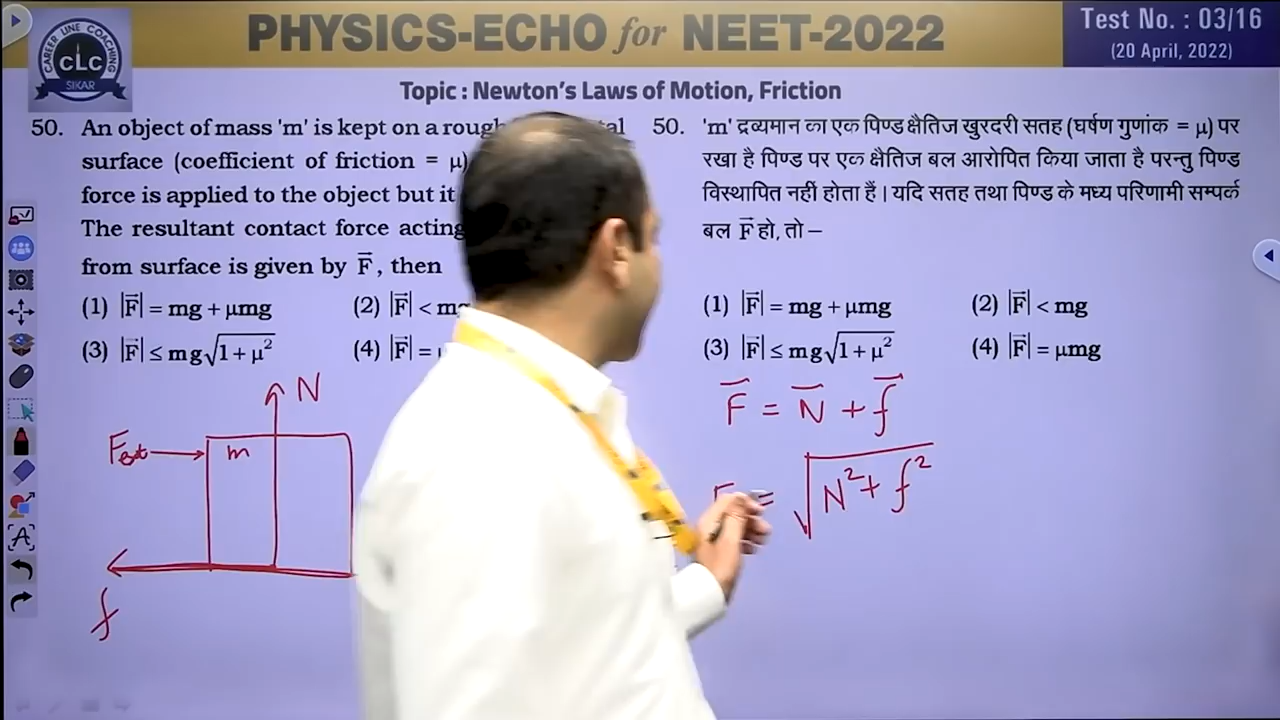 PHYSICS-ECHO for NEET-2022
Test No. : 03/16
(20 April, 2022)
CAREER LINE COACHING
CLC
SIKAR
Topic : Newton's Laws of Motion, Friction
50. An object of mass 'm' is kept on a rough
surface (coefficient of friction = μ)
force is applied to the object but it
The resultant contact force acting
from surface is given by F⃗, then
(1) |F⃗| = mg + μmg
(2) |F⃗| < mg
(3) |F⃗| ≤ mg√(1 + μ²)
(4) |F⃗| =
50. 'm' द्रव्यमान का एक पिण्ड क्षैतिज खुरदरी सतह (घर्षण गुणांक = μ) पर
रखा है पिण्ड पर एक क्षैतिज बल आरोपित किया जाता है परन्तु पिण्ड
विस्थापित नहीं होता हैं। यदि सतह तथा पिण्ड के मध्य परिणामी सम्पर्क
बल F⃗ हो, तो –
(1) |F⃗| = mg + μmg
(2) |F⃗| < mg
(3) |F⃗| ≤ mg√(1 + μ²)
(4) |F⃗| = μmg
N
m
f
F̅ = N̅ + f̅
= √(N² + f²)